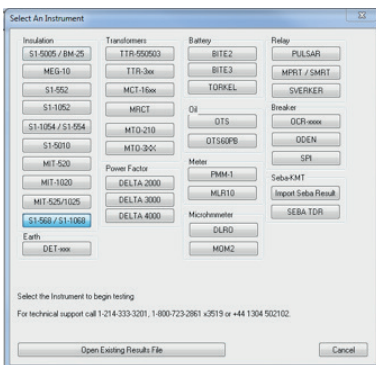 Select An Instrument
Insulation
S1-5005 / BM-25
MEG-10
S1-552
S1-1052
S1-1054 / S1-554
S1-5010
MIT-520
MIT-1020
MIT-525/1025
S1-568 / S1-1068
Earth
DET-xxx
Transformers
TTR-550503
TTR-3xx
MCT-16xx
MRCT
MTO-210
MTO-3XX
Power Factor
DELTA 2000
DELTA 3000
DELTA 4000
Battery
BITE2
BITE3
TORKEL
Oil
OTS
OTS60PB
Meter
PMM-1
MLR10
Microhmmeter
DLRO
MOM2
Relay
PULSAR
MPRT / SMRT
SVERKER
Breaker
OCR-xxxx
ODEN
SPI
Seba-KMT
Import Seba Result
SEBA TDR
Select the Instrument to begin testing.
For technical support call 1-214-333-3201, 1-800-723-2861 x3519 or +44 1304 502102.
Open Existing Results File
Cancel